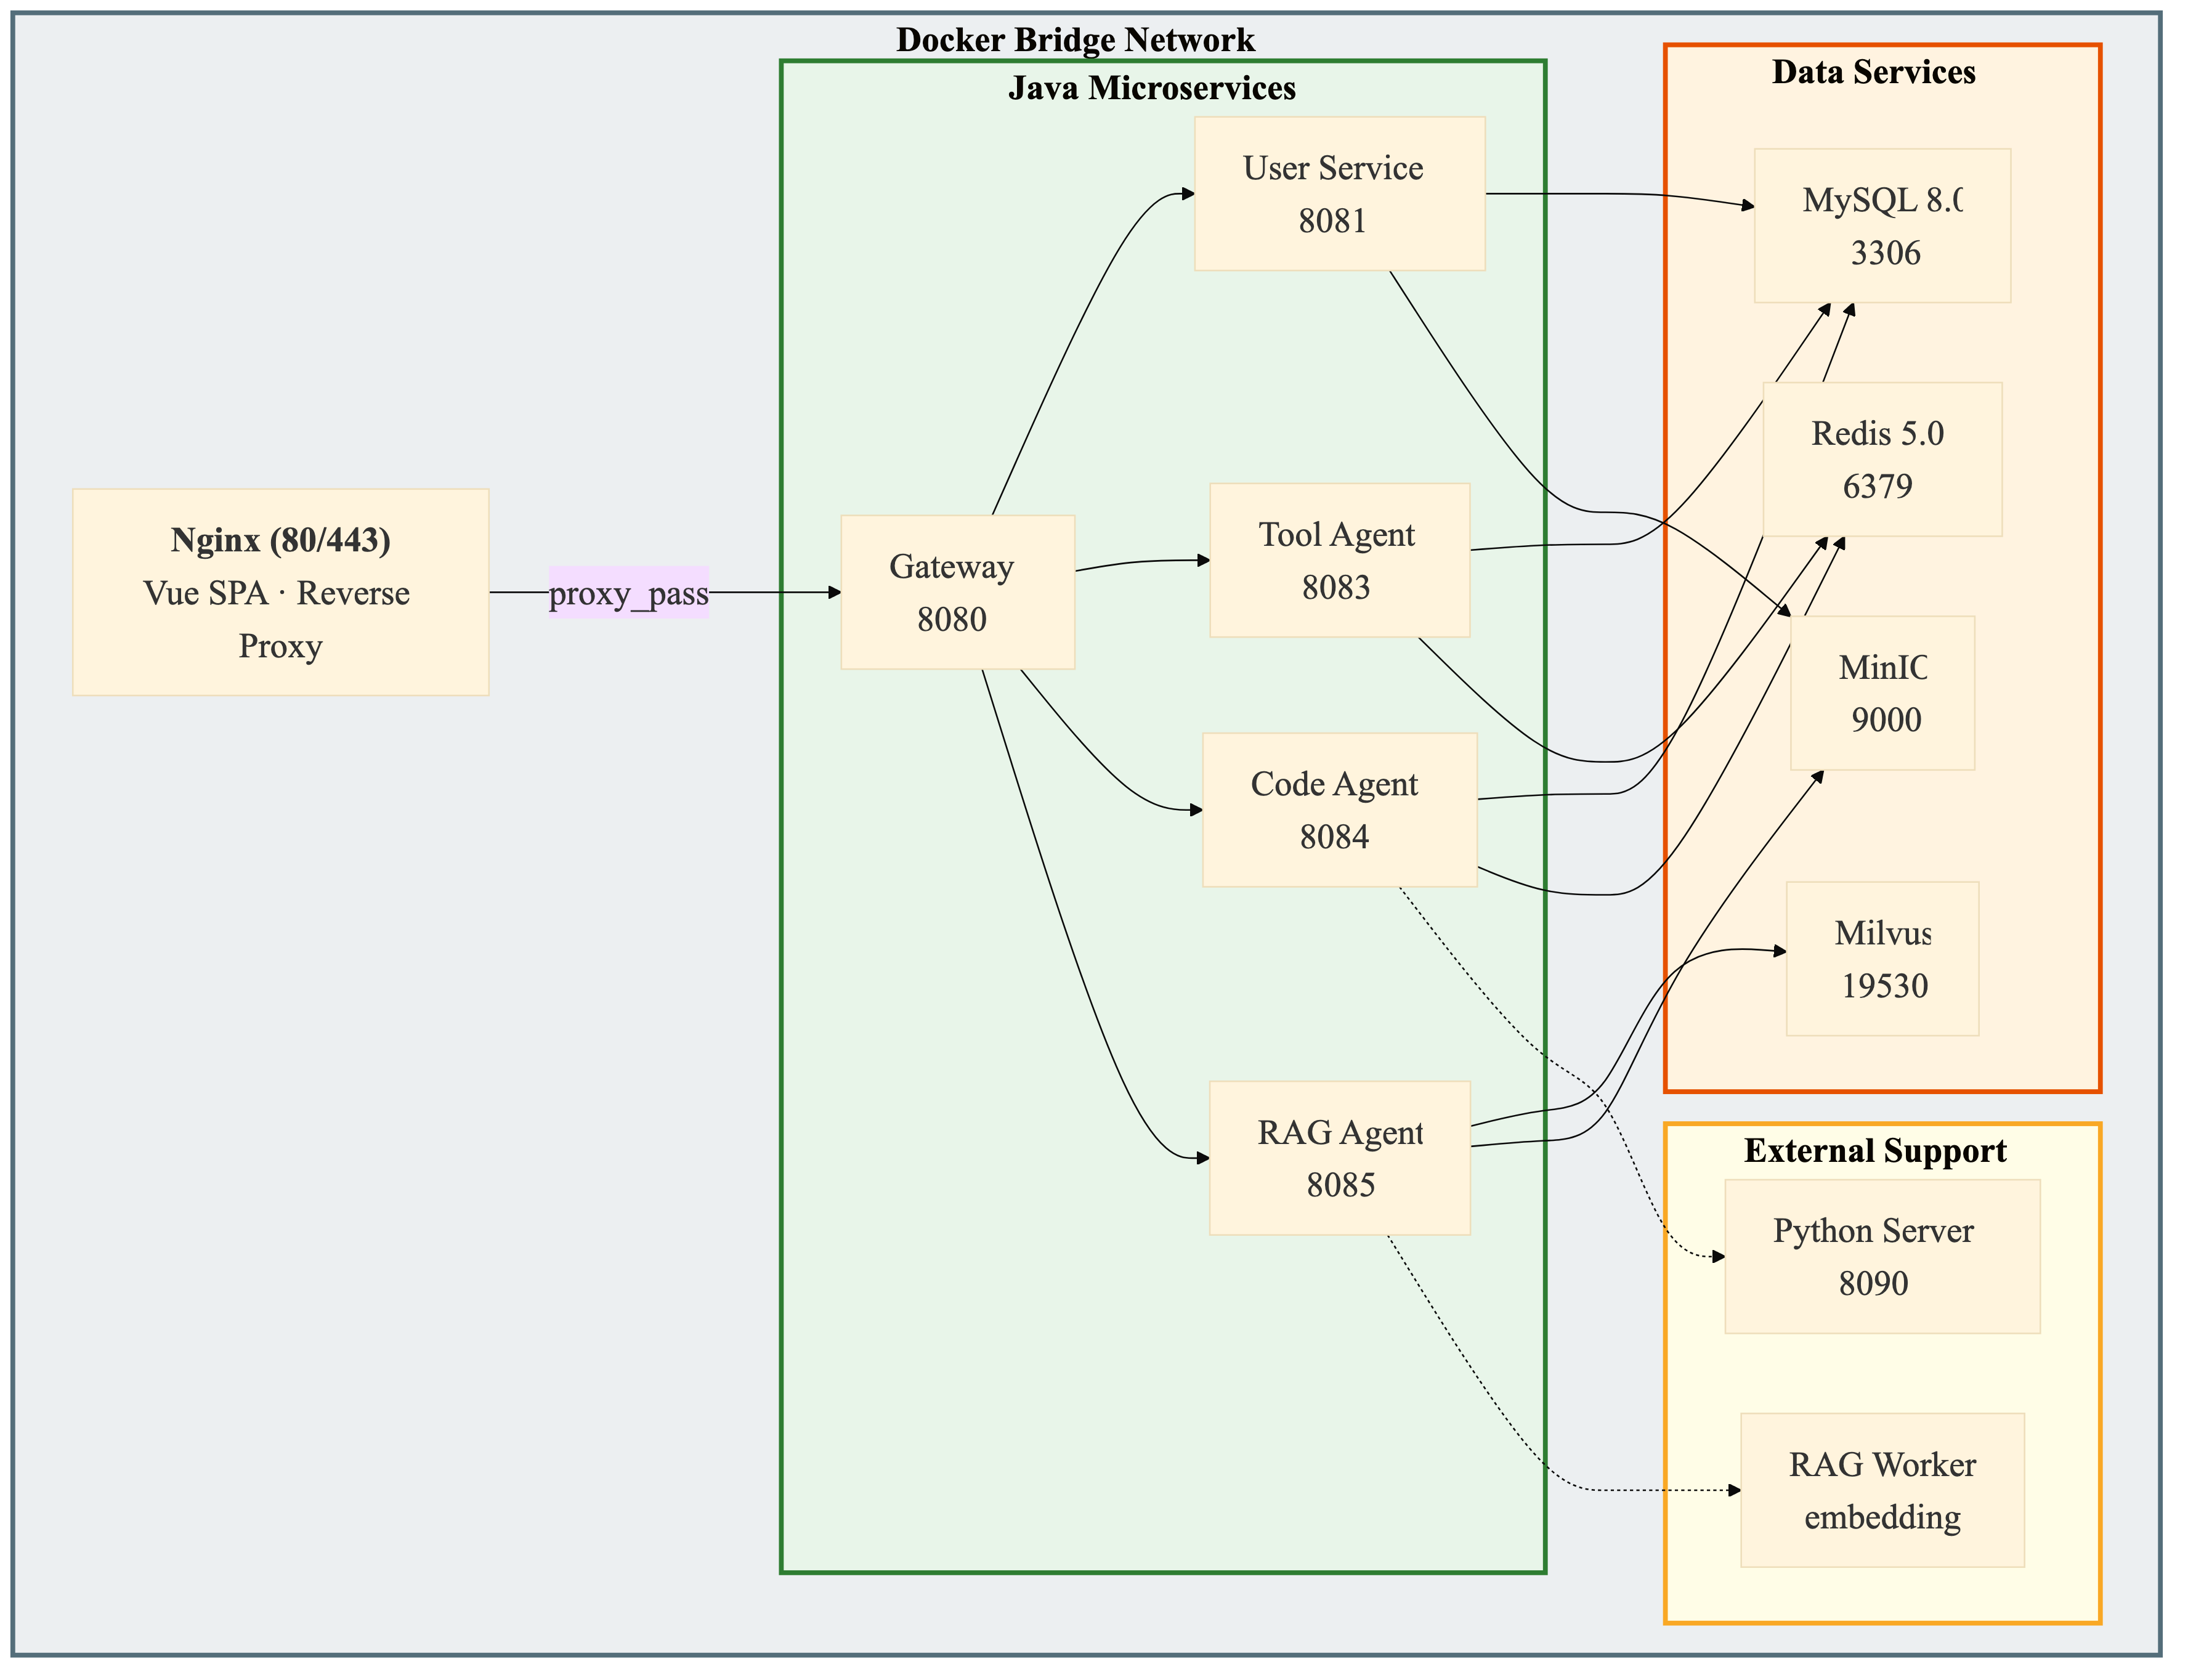 Docker Bridge Network
Java Microservices
Data Services
User Service
8081
MySQL 8.0
3306
Redis 5.0
6379
Nginx (80/443)
Vue SPA · Reverse
Proxy
proxy_pass
Gateway
8080
Tool Agent
8083
MinIO
9000
Code Agent
8084
Milvus
19530
RAG Agent
8085
External Support
Python Server
8090
RAG Worker
embedding